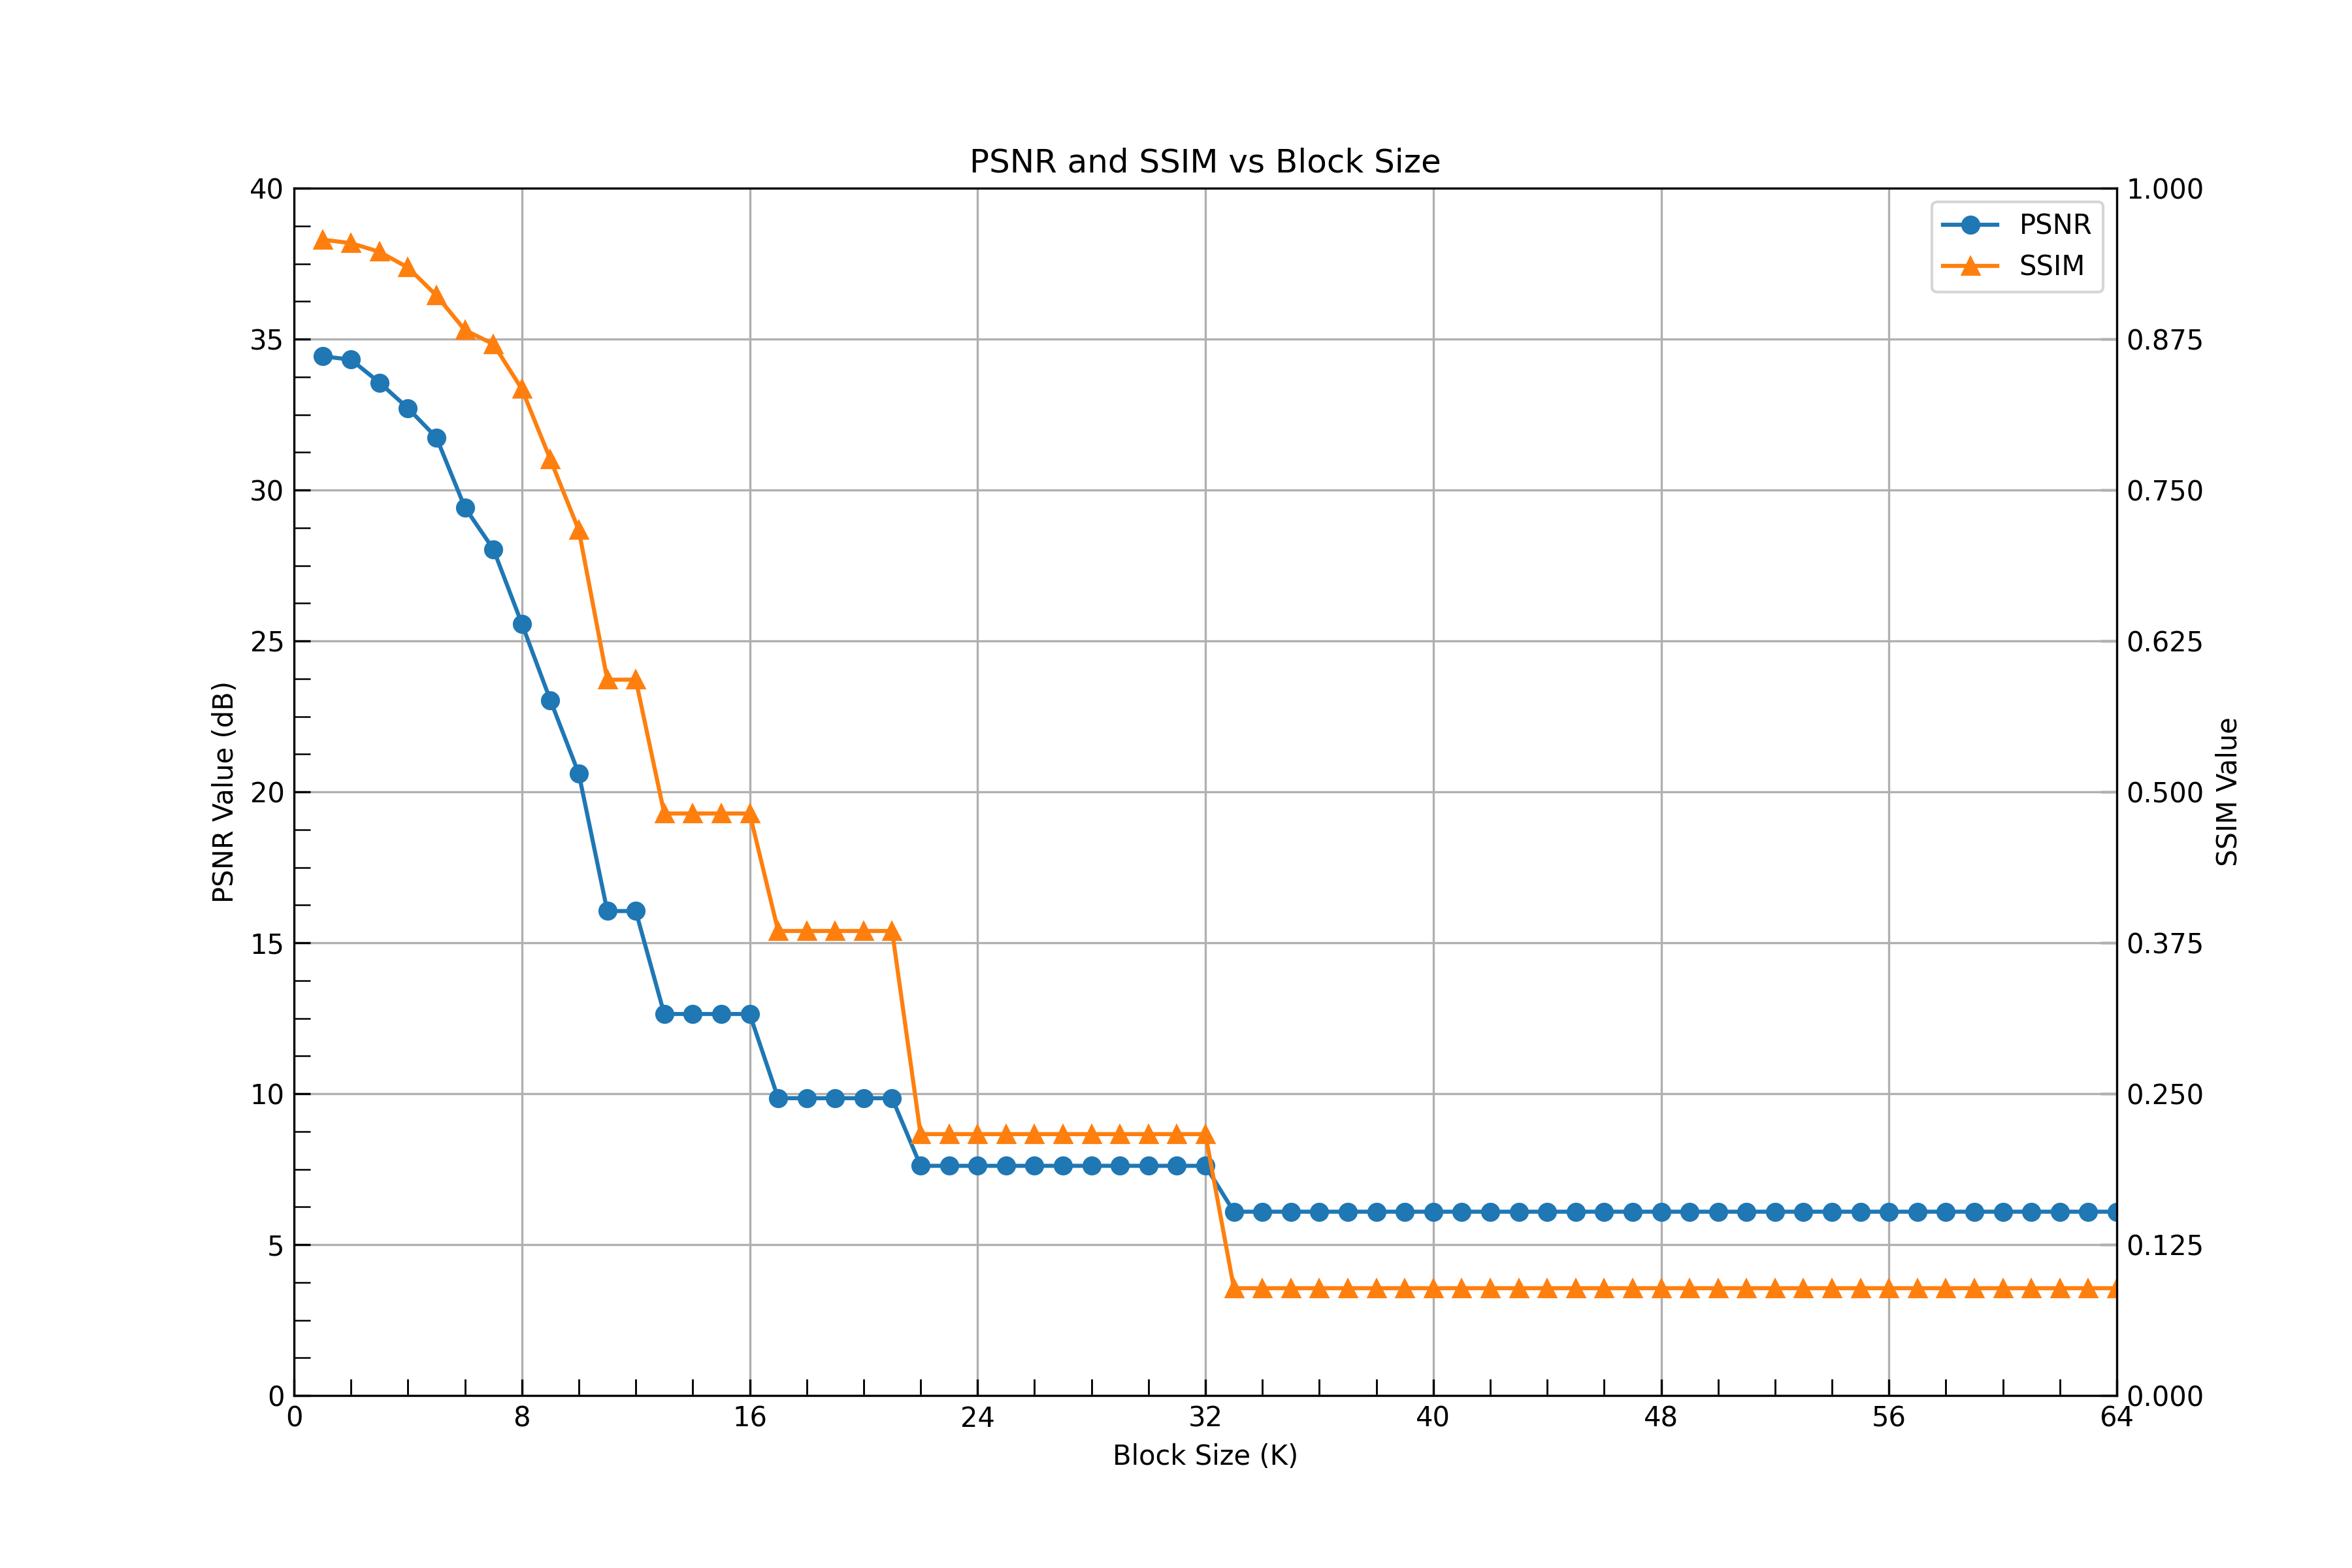 PSNR and SSIM vs Block Size
PSNR
SSIM
40
35
30
25
20
15
10
5
0
PSNR Value (dB)
1.000
0.875
0.750
0.625
0.500
0.375
0.250
0.125
0.000
SSIM Value
0 8 16 24 32 40 48 56 64
Block Size (K)